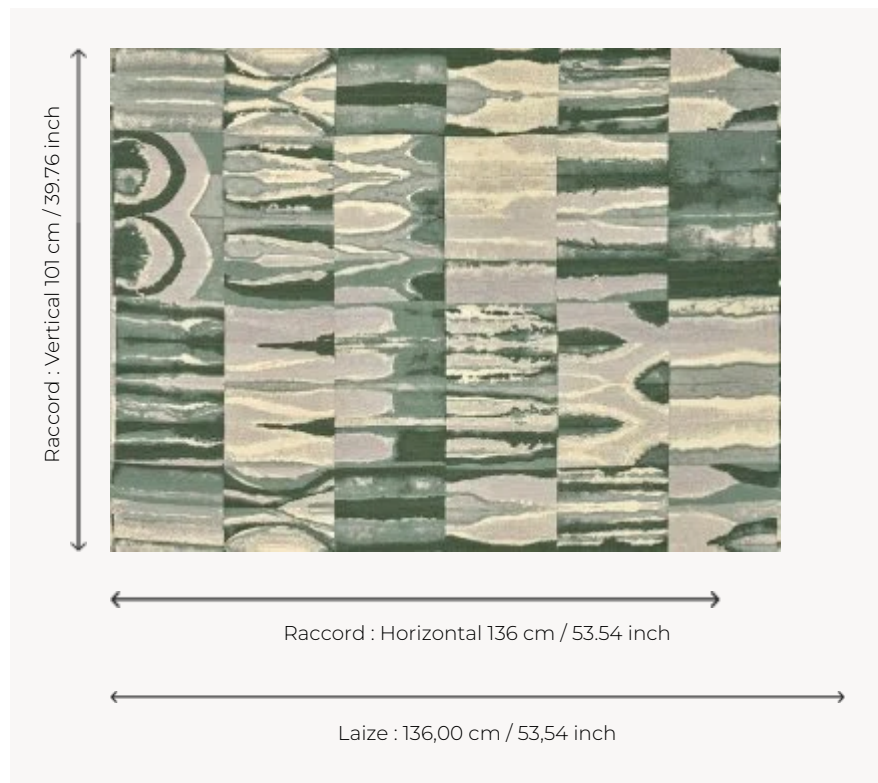 Raccord : Vertical 101 cm / 39.76 inch
Raccord : Horizontal 136 cm / 53.54 inch
Laize : 136,00 cm / 53,54 inch